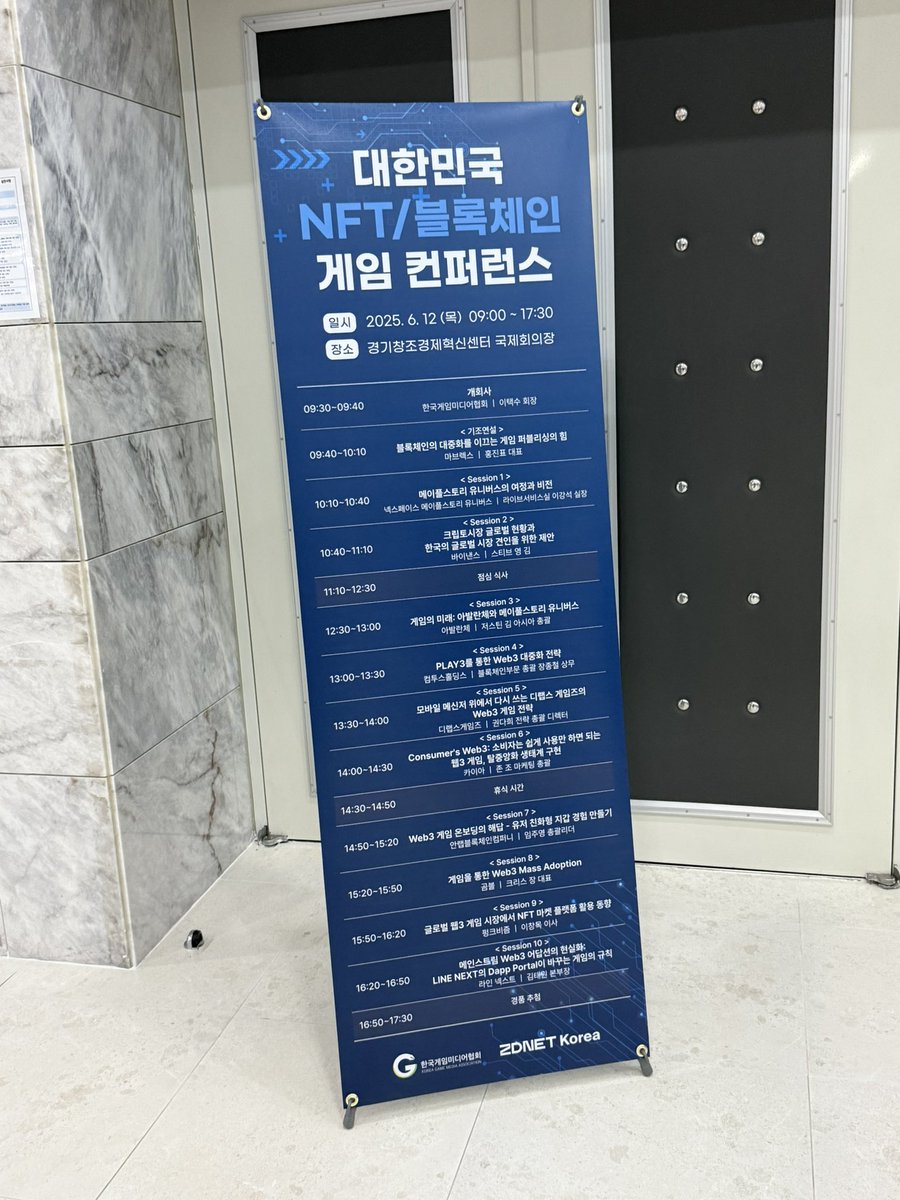 대한민국
NFT/블록체인
게임 컨퍼런스
일시 2025. 6. 12 (목) 09:00 ~ 17:30
장소 경기창조경제혁신센터 국제회의장
09:30~09:40
개회사
한국게임미디어협회 | 이택수 회장
09:40~10:10
< 기조연설 >
블록체인의 대중화를 이끄는 게임 퍼블리싱의 힘
마브렉스 | 홍진표 대표
10:10~10:40
< Session 1 >
메이플스토리 유니버스의 여정과 비전
넥스페이스 메이플스토리 유니버스 | 라이브서비스실 이강석 실장
10:40~11:10
< Session 2 >
크립토시장 글로벌 현황과
한국의 글로벌 시장 견인을 위한 제안
바이낸스 | 스티브 영 김
11:10~12:30
점심 식사
12:30~13:00
< Session 3 >
게임의 미래: 아발란체와 메이플스토리 유니버스
아발란체 | 저스틴 김 아시아 총괄
13:00~13:30
< Session 4 >
PLAY3를 통한 Web3 대중화 전략
컴투스홀딩스 | 블록체인부문 총괄 장종철 상무
13:30~14:00
< Session 5 >
모바일 메신저 위에서 다시 쓰는 디랩스 게임즈의
Web3 게임 전략
디랩스게임즈 | 권다희 전략 총괄 디렉터
14:00~14:30
< Session 6 >
Consumer's Web3: 소비자는 쉽게 사용만 하면 되는
웹3 게임, 탈중앙화 생태계 구현
카이아 | 존 조 마케팅 총괄
14:30~14:50
휴식 시간
14:50~15:20
< Session 7 >
Web3 게임 온보딩의 해답 - 유저 친화형 지갑 경험 만들기
안랩블록체인컴퍼니 | 임주영 총괄리더
15:20~15:50
< Session 8 >
게임을 통한 Web3 Mass Adoption
곰블 | 크리스 장 대표
15:50~16:20
< Session 9 >
글로벌 웹3 게임 시장에서 NFT 마켓 플랫폼 활용 동향
펑크비즘 | 이창목 이사
16:20~16:50
< Session 10 >
메인스트림 Web3 어답션의 현실화:
LINE NEXT의 Dapp Portal이 바꾸는 게임의 규칙
라인 넥스트 | 김태원 본부장
16:50~17:30
경품 추첨
G 한국게임미디어협회
KOREA GAME MEDIA ASSOCIATION
ZDNET Korea